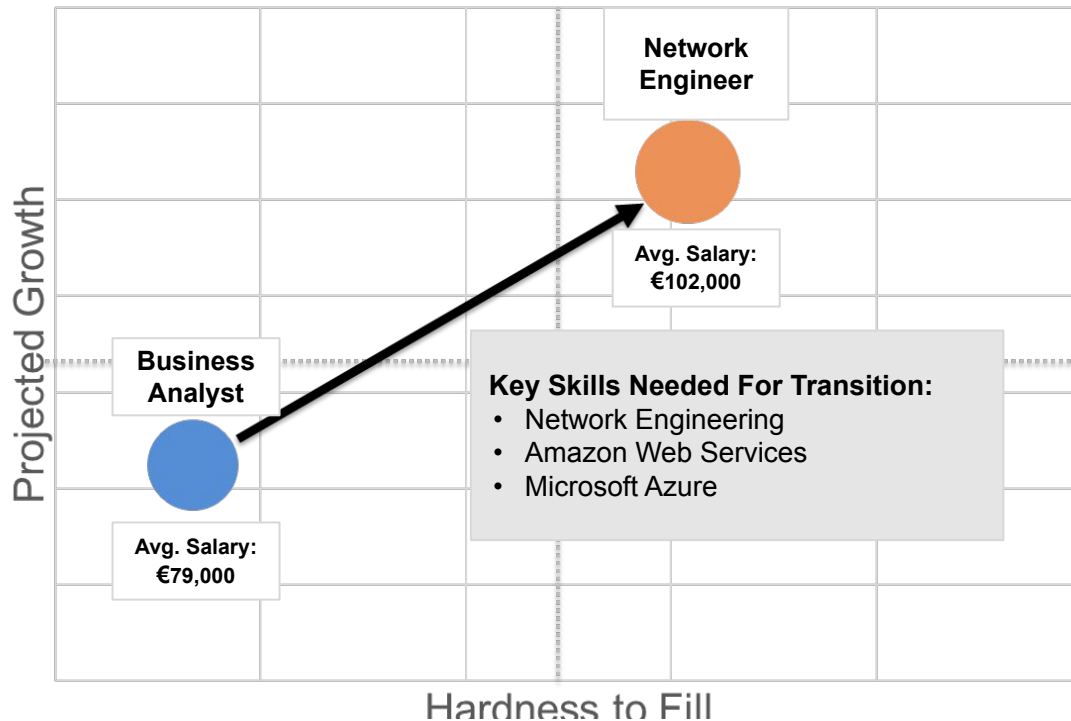 Network
Engineer
Avg. Salary:
€102,000
Business
Analyst
Avg. Salary:
€79,000
Key Skills Needed For Transition:
• Network Engineering
• Amazon Web Services
• Microsoft Azure
Projected Growth
Hardness to Fill